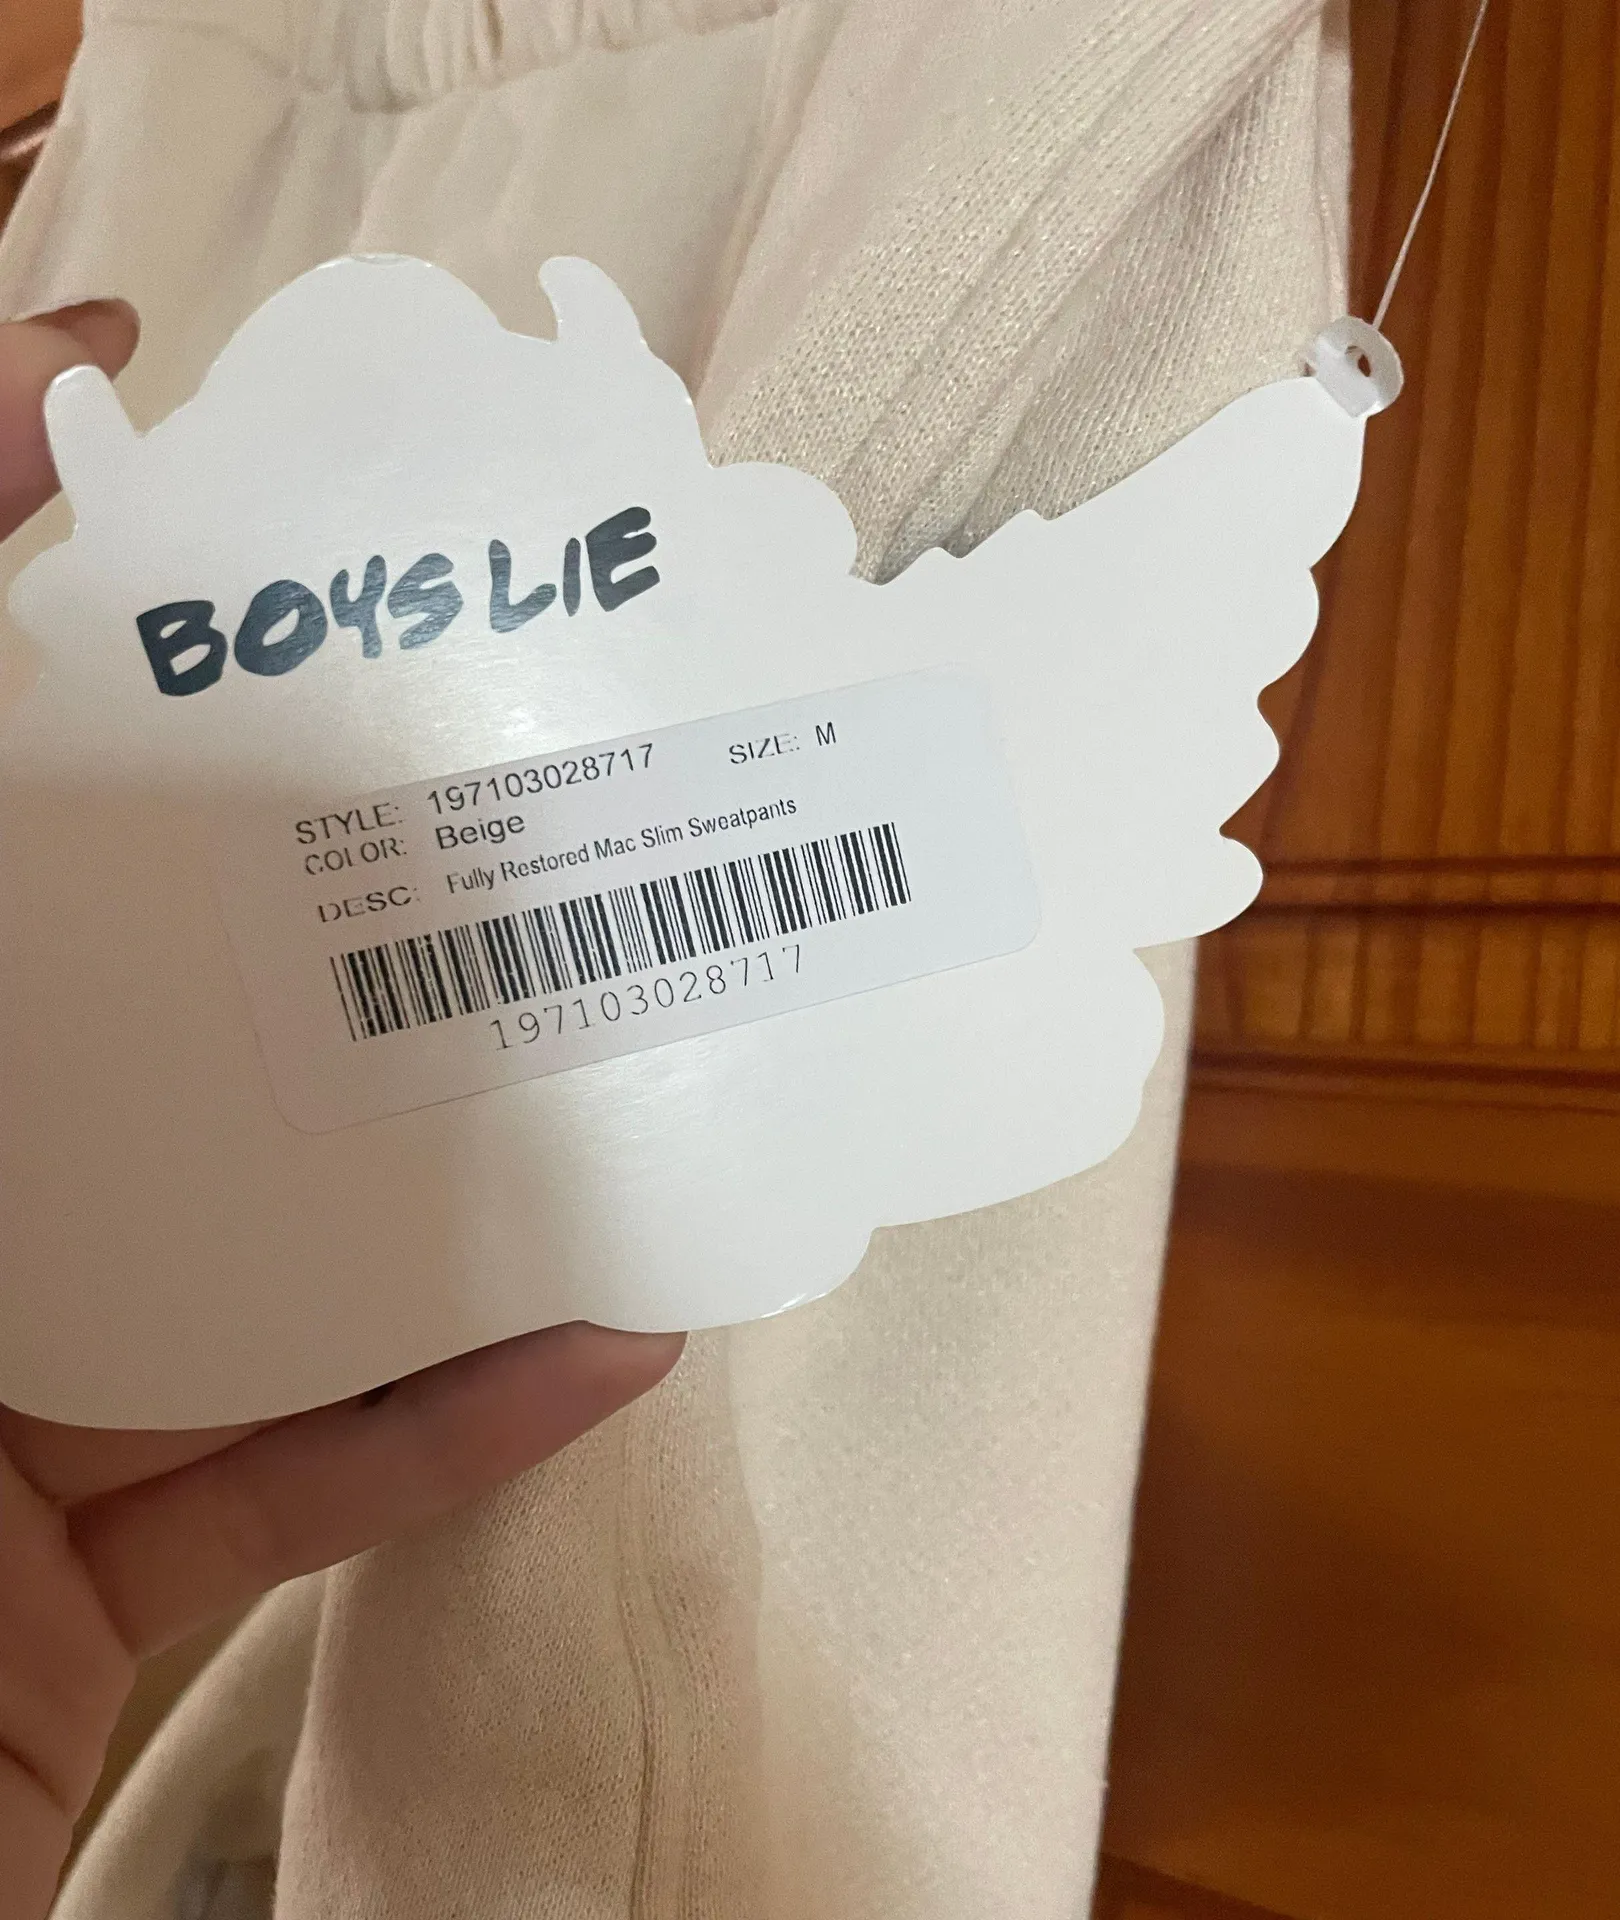 BOYS LIE
STYLE: 197103028717 SIZE: M
COLOR: Beige
DESC: Fully Restored Mac Slim Sweatpants
197103028717